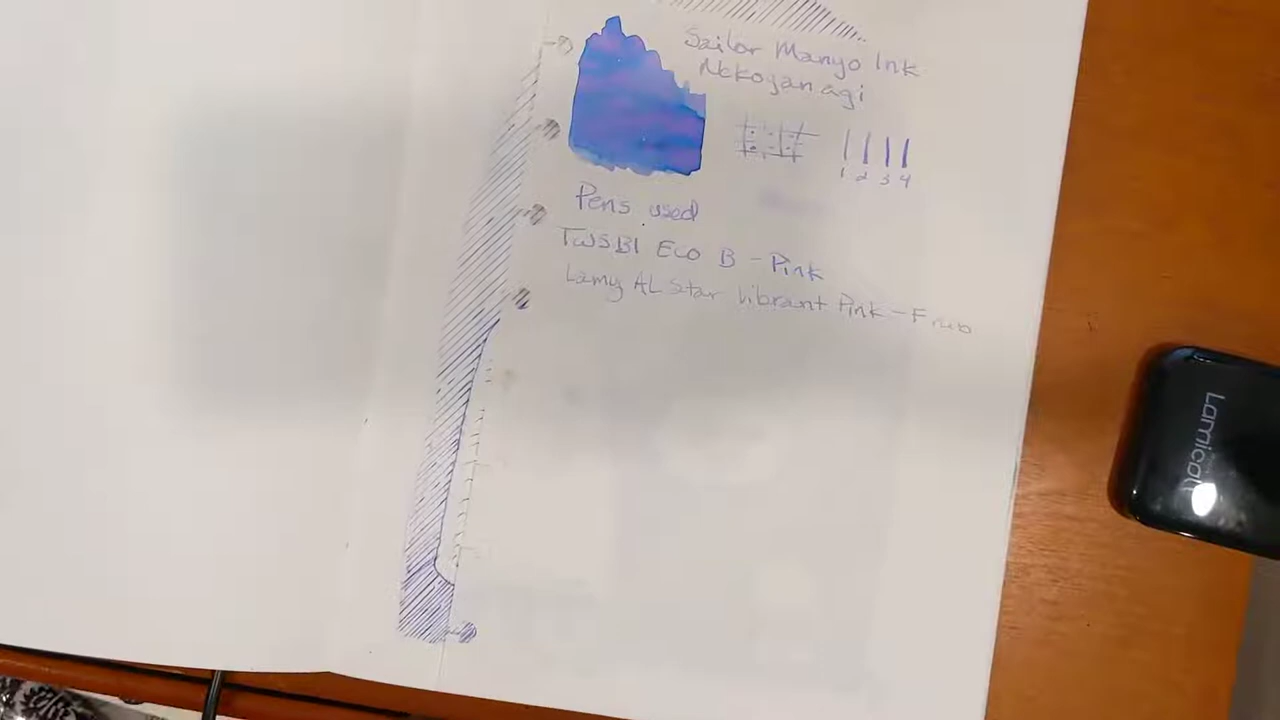 Sailor Manyo Ink
Nekoyanagi
1 2 3 4
Pens used
TWSBI Eco B - Pink
Lamy AL Star Vibrant Pink - F nib
Lamicall